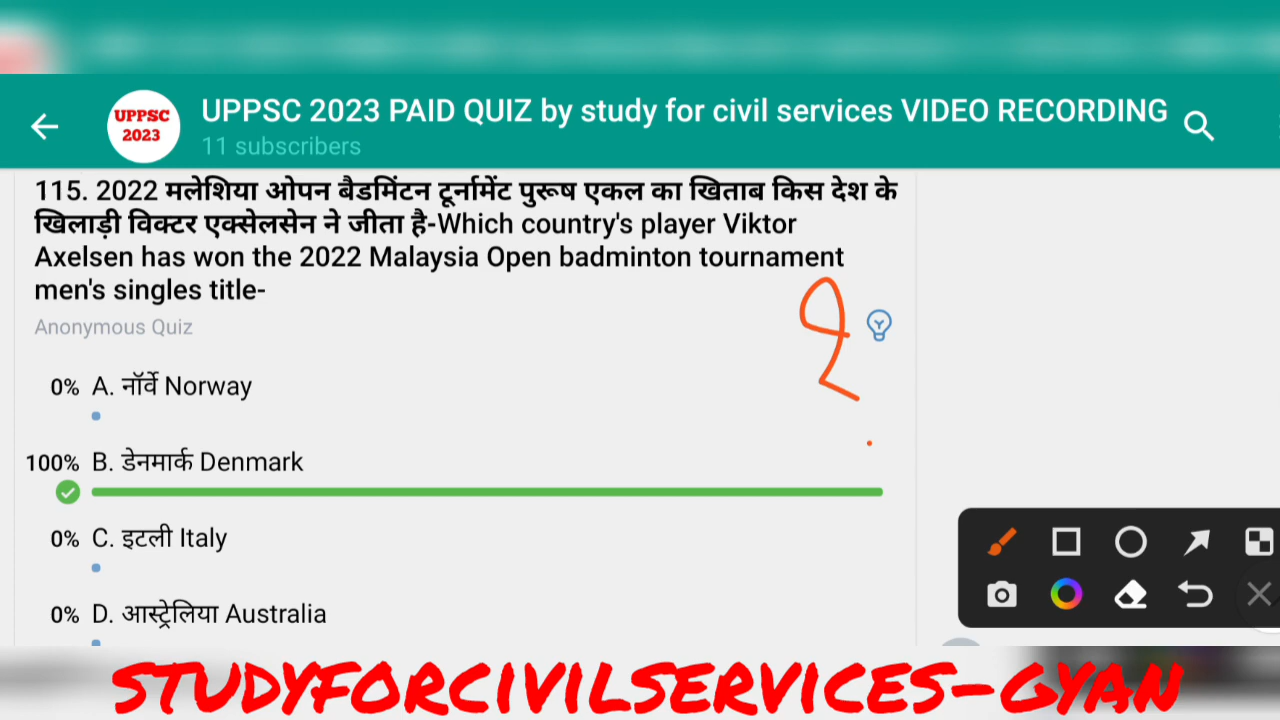 UPPSC
2023
UPPSC 2023 PAID QUIZ by study for civil services VIDEO RECORDING
11 subscribers
115. 2022 मलेशिया ओपन बैडमिंटन टूर्नामेंट पुरूष एकल का खिताब किस देश के
खिलाड़ी विक्टर एक्सेलसेन ने जीता है-Which country's player Viktor
Axelsen has won the 2022 Malaysia Open badminton tournament
men's singles title-
Anonymous Quiz
0% A. नॉर्वे Norway
100% B. डेनमार्क Denmark
0% C. इटली Italy
0% D. आस्ट्रेलिया Australia
STUDYFORCIVILSERVICES-GYAN